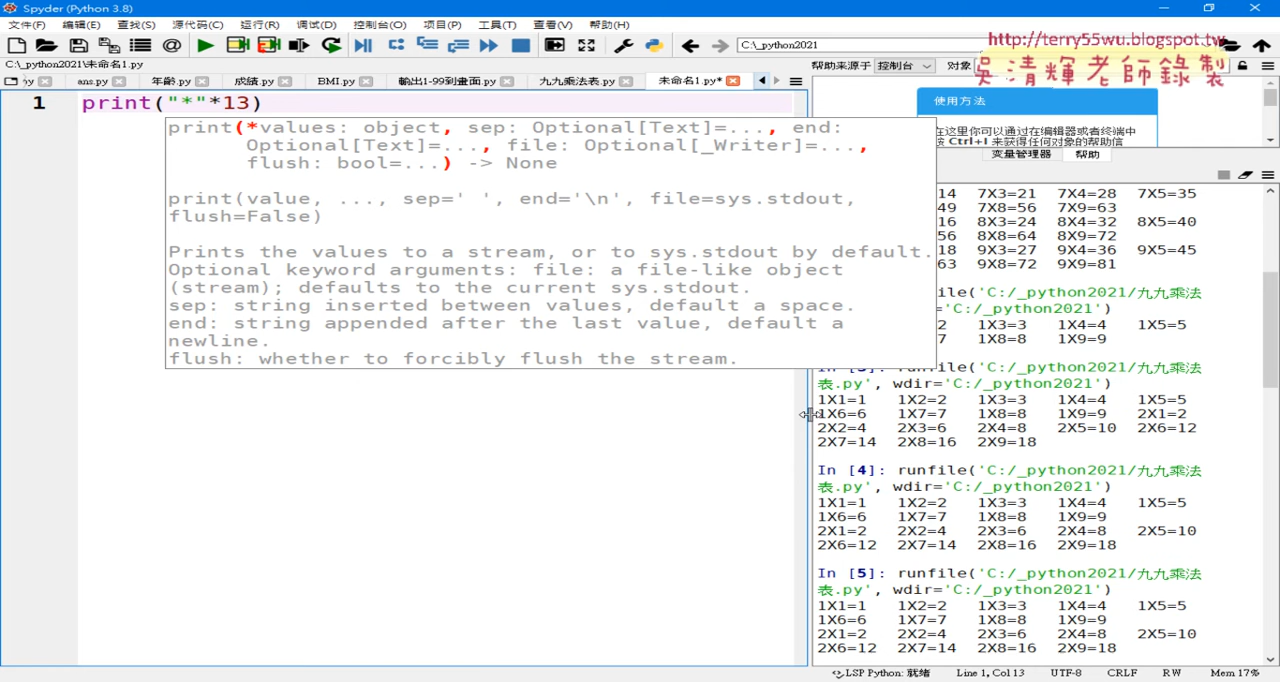 Spyder (Python 3.8)
文件(F) 编辑(E) 查找(S) 源代码(C) 运行(R) 调试(D) 控制台(O) 项目(P) 工具(T) 查看(V) 帮助(H)
C:\_python2021
http://terry55wu.blogspot.tw
吳清輝老師錄製
C:\_python2021\未命名1.py
帮助来源于 控制台 对象
ans.py 年齡.py 成績.py BMI.py 輸出1-99到畫面.py 九九乘法表.py 未命名1.py*
1 print("*"*13)
print(*values: object, sep: Optional[Text]=..., end:
Optional[Text]=..., file: Optional[_Writer]=...,
flush: bool=...) -> None
print(value, ..., sep=' ', end='\n', file=sys.stdout,
flush=False)
Prints the values to a stream, or to sys.stdout by default.
Optional keyword arguments: file: a file-like object
(stream); defaults to the current sys.stdout.
sep: string inserted between values, default a space.
end: string appended after the last value, default a
newline.
flush: whether to forcibly flush the stream.
使用方法
在这里你可以通过在编辑器或者终端中
按 Ctrl+I 来获得任何对象的帮助信
变量管理器 帮助
14 7X3=21 7X4=28 7X5=35
49 7X8=56 7X9=63
16 8X3=24 8X4=32 8X5=40
56 8X8=64 8X9=72
18 9X3=27 9X4=36 9X5=45
63 9X8=72 9X9=81
file('C:/_python2021/九九乘法
='C:/_python2021')
2 1X3=3 1X4=4 1X5=5
7 1X8=8 1X9=9
file('C:/_python2021/九九乘法
表.py', wdir='C:/_python2021')
1X1=1 1X2=2 1X3=3 1X4=4 1X5=5
1X6=6 1X7=7 1X8=8 1X9=9 2X1=2
2X2=4 2X3=6 2X4=8 2X5=10 2X6=12
2X7=14 2X8=16 2X9=18
In [4]: runfile('C:/_python2021/九九乘法
表.py', wdir='C:/_python2021')
1X1=1 1X2=2 1X3=3 1X4=4 1X5=5
1X6=6 1X7=7 1X8=8 1X9=9
2X1=2 2X2=4 2X3=6 2X4=8 2X5=10
2X6=12 2X7=14 2X8=16 2X9=18
In [5]: runfile('C:/_python2021/九九乘法
表.py', wdir='C:/_python2021')
1X1=1 1X2=2 1X3=3 1X4=4 1X5=5
1X6=6 1X7=7 1X8=8 1X9=9
2X1=2 2X2=4 2X3=6 2X4=8 2X5=10
2X6=12 2X7=14 2X8=16 2X9=18
LSP Python: 就绪 Line 1, Col 13 UTF-8 CRLF RW Mem 17%